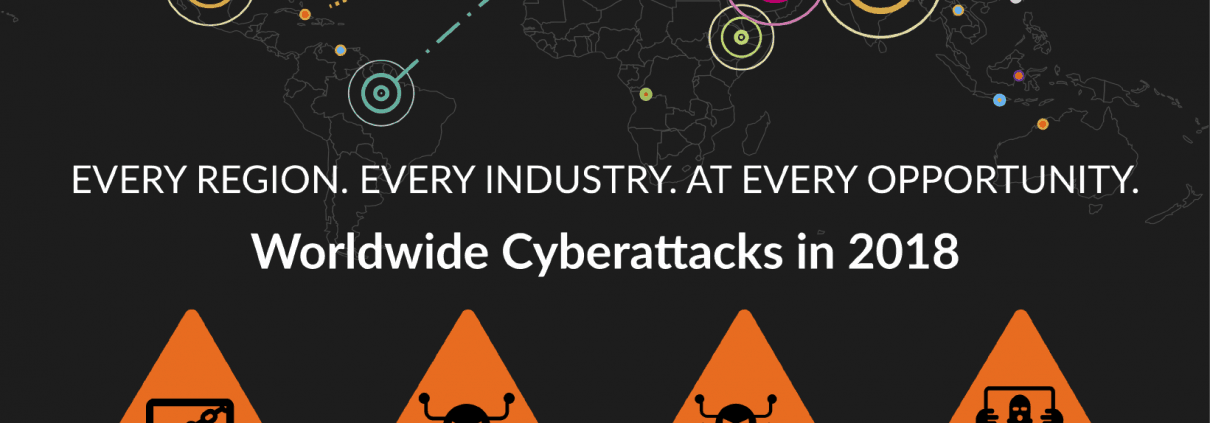 EVERY REGION. EVERY INDUSTRY. AT EVERY OPPORTUNITY.
Worldwide Cyberattacks in 2018